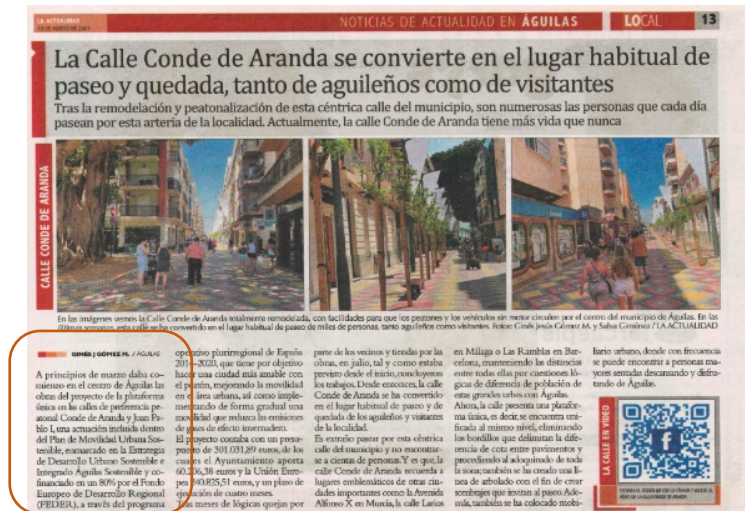 LA ACTUALIDAD
NOTICIAS DE ACTUALIDAD EN ÁGUILAS
LOCAL
13
La Calle Conde de Aranda se convierte en el lugar habitual de
paseo y quedada, tanto de aguileños como de visitantes
Tras la remodelación y peatonalización de esta céntrica calle del municipio, son numerosas las personas que cada día
pasean por esta arteria de la localidad. Actualmente, la calle Conde de Aranda tiene más vida que nunca
CALLE CONDE DE ARANDA
En las imágenes vemos la Calle Conde de Aranda totalmente remodelada, con facilidades para que los peatones y los vehículos sin motor circulen por el centro del municipio de Águilas. En las
últimas semanas, esta calle se ha convertido en el lugar habitual de paseo de miles de personas, tanto aguileños como visitantes. Fotos: Ginés Jesús Gómez M. y Salva Giménez / LA ACTUALIDAD
GINÉS J GÓMEZ M. / ÁGUILAS
A principios de marzo daba co-
mienzo en el centro de Águilas las
obras del proyecto de la plataforma
única en las calles de preferencia pe-
atonal Conde de Aranda y Juan Pa-
blo I, una actuación incluida dentro
del Plan de Movilidad Urbana Sos-
tenible, enmarcado en la Estrategia
de Desarrollo Urbano Sostenible e
Integrado Águilas Sostenible y co-
financiado en un 80% por el Fondo
Europeo de Desarrollo Regional
(FEDER), a través del programa
operativo plurirregional de España
2014-2020, que tiene por objetivo
hacer una ciudad más amable con
el peatón, mejorando la movilidad
en el área urbana, así como imple-
mentando de forma gradual una
movilidad que reduzca las emisiones
de gases de efecto invernadero.
El proyecto contaba con un presu-
puesto de 301.031,89 euros, de los
cuales el Ayuntamiento aporta
60.206,38 euros y la Unión Euro-
pea 240.825,51 euros, y un plazo de
ejecución de cuatro meses.
Tras meses de lógicas quejas por
parte de los vecinos y tiendas por las
obras, en julio, tal y como estaba
previsto desde el inicio, concluyeron
los trabajos. Desde entonces, la calle
Conde de Aranda se ha convertido
en el lugar habitual de paseo y de
quedada de los aguileños y visitantes
de la localidad.
Es extraño pasear por esta céntrica
calle del municipio y no encontrar-
se a cientas de personas. Y es que, la
calle Conde de Aranda recuerda a
lugares emblemáticos de otras ciu-
dades importantes como la Avenida
Alfonso X en Murcia, la calle Larios
en Málaga o Las Ramblas en Bar-
celona, manteniendo las distancias
entre todas ellas por cuestiones ló-
gicas de diferencia de población de
estas grandes urbes con Águilas.
Ahora, la calle presenta una platafor-
ma única, es decir, se encuentra uni-
ficada al mismo nivel, eliminando
los bordillos que delimitan la dife-
rencia de cota entre pavimentos y
procediendo al adoquinado de toda
la zona; también se ha creado una lí-
nea de arbolado con el fin de crear
sombrajes que invitan al paseo. Ade-
más, también se ha colocado mobi-
liario urbano, donde con frecuencia
se puede encontrar a personas ma-
yores sentadas descansando y disfru-
tando de Águilas.
LA CALLE EN VIDEO